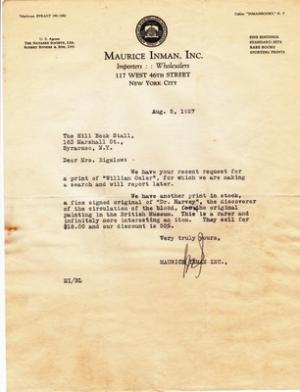 Telephone BRYANT
Cable: "INMANBOOKS," N. Y.
U. S. Agents
THE NAVARRE SOCIETY, LTD.
FINE BINDINGS
STANDARD SETS
RARE BOOKS
SPORTING PRINTS
MAURICE INMAN, INC.
Importers :: Wholesalers
117 WEST 46TH STREET
NEW YORK CITY
Aug. 5, 1927
The Hill Book Stall,
163 Marshall St.,
Syracuse, N.Y.
Dear Mrs. Bigelow:
We have your recent request for
a print of "William Osler", for which we are making
a search and will report later.
We have another print in stock,
a fine signed original of "Dr. Harvey", the discoverer
of the circulation of the blood, from the original
painting in the British Museum. This is a rarer and
infinitely more interesting an item. They sell for
$18.00 and our discount is 50%.
Very truly yours,
MAURICE INMAN INC.,
MI/BL